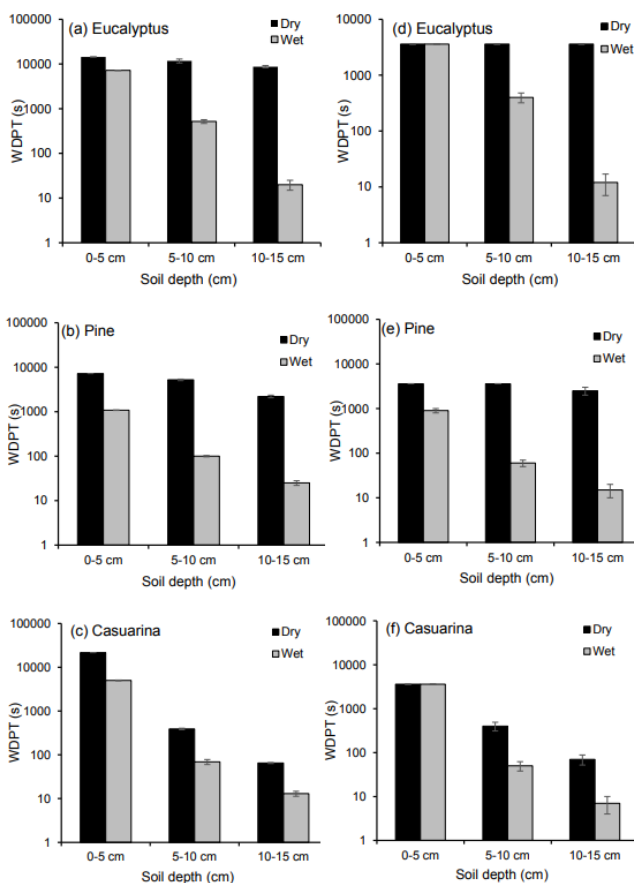 (a) Eucalyptus
Dry
Wet
100000
10000
1000
100
10
1
WDPT (s)
0-5 cm 5-10 cm 10-15 cm
Soil depth (cm)
(d) Eucalyptus
Dry
Wet
10000
1000
100
10
1
WDPT (s)
0-5 cm 5-10 cm 10-15 cm
Soil depth (cm)
(b) Pine
Dry
Wet
100000
10000
1000
100
10
1
WDPT (s)
0-5 cm 5-10 cm 10-15 cm
Soil depth (cm)
(e) Pine
Dry
Wet
100000
10000
1000
100
10
1
WDPT (s)
0-5 cm 5-10 cm 10-15 cm
Soil depth (cm)
(c) Casuarina
Dry
Wet
100000
10000
1000
100
10
1
WDPT (s)
0-5 cm 5-10 cm 10-15 cm
Soil depth (cm)
(f) Casuarina
Dry
Wet
100000
10000
1000
100
10
1
WDPT (s)
0-5 cm 5-10 cm 10-15 cm
Soil depth (cm)